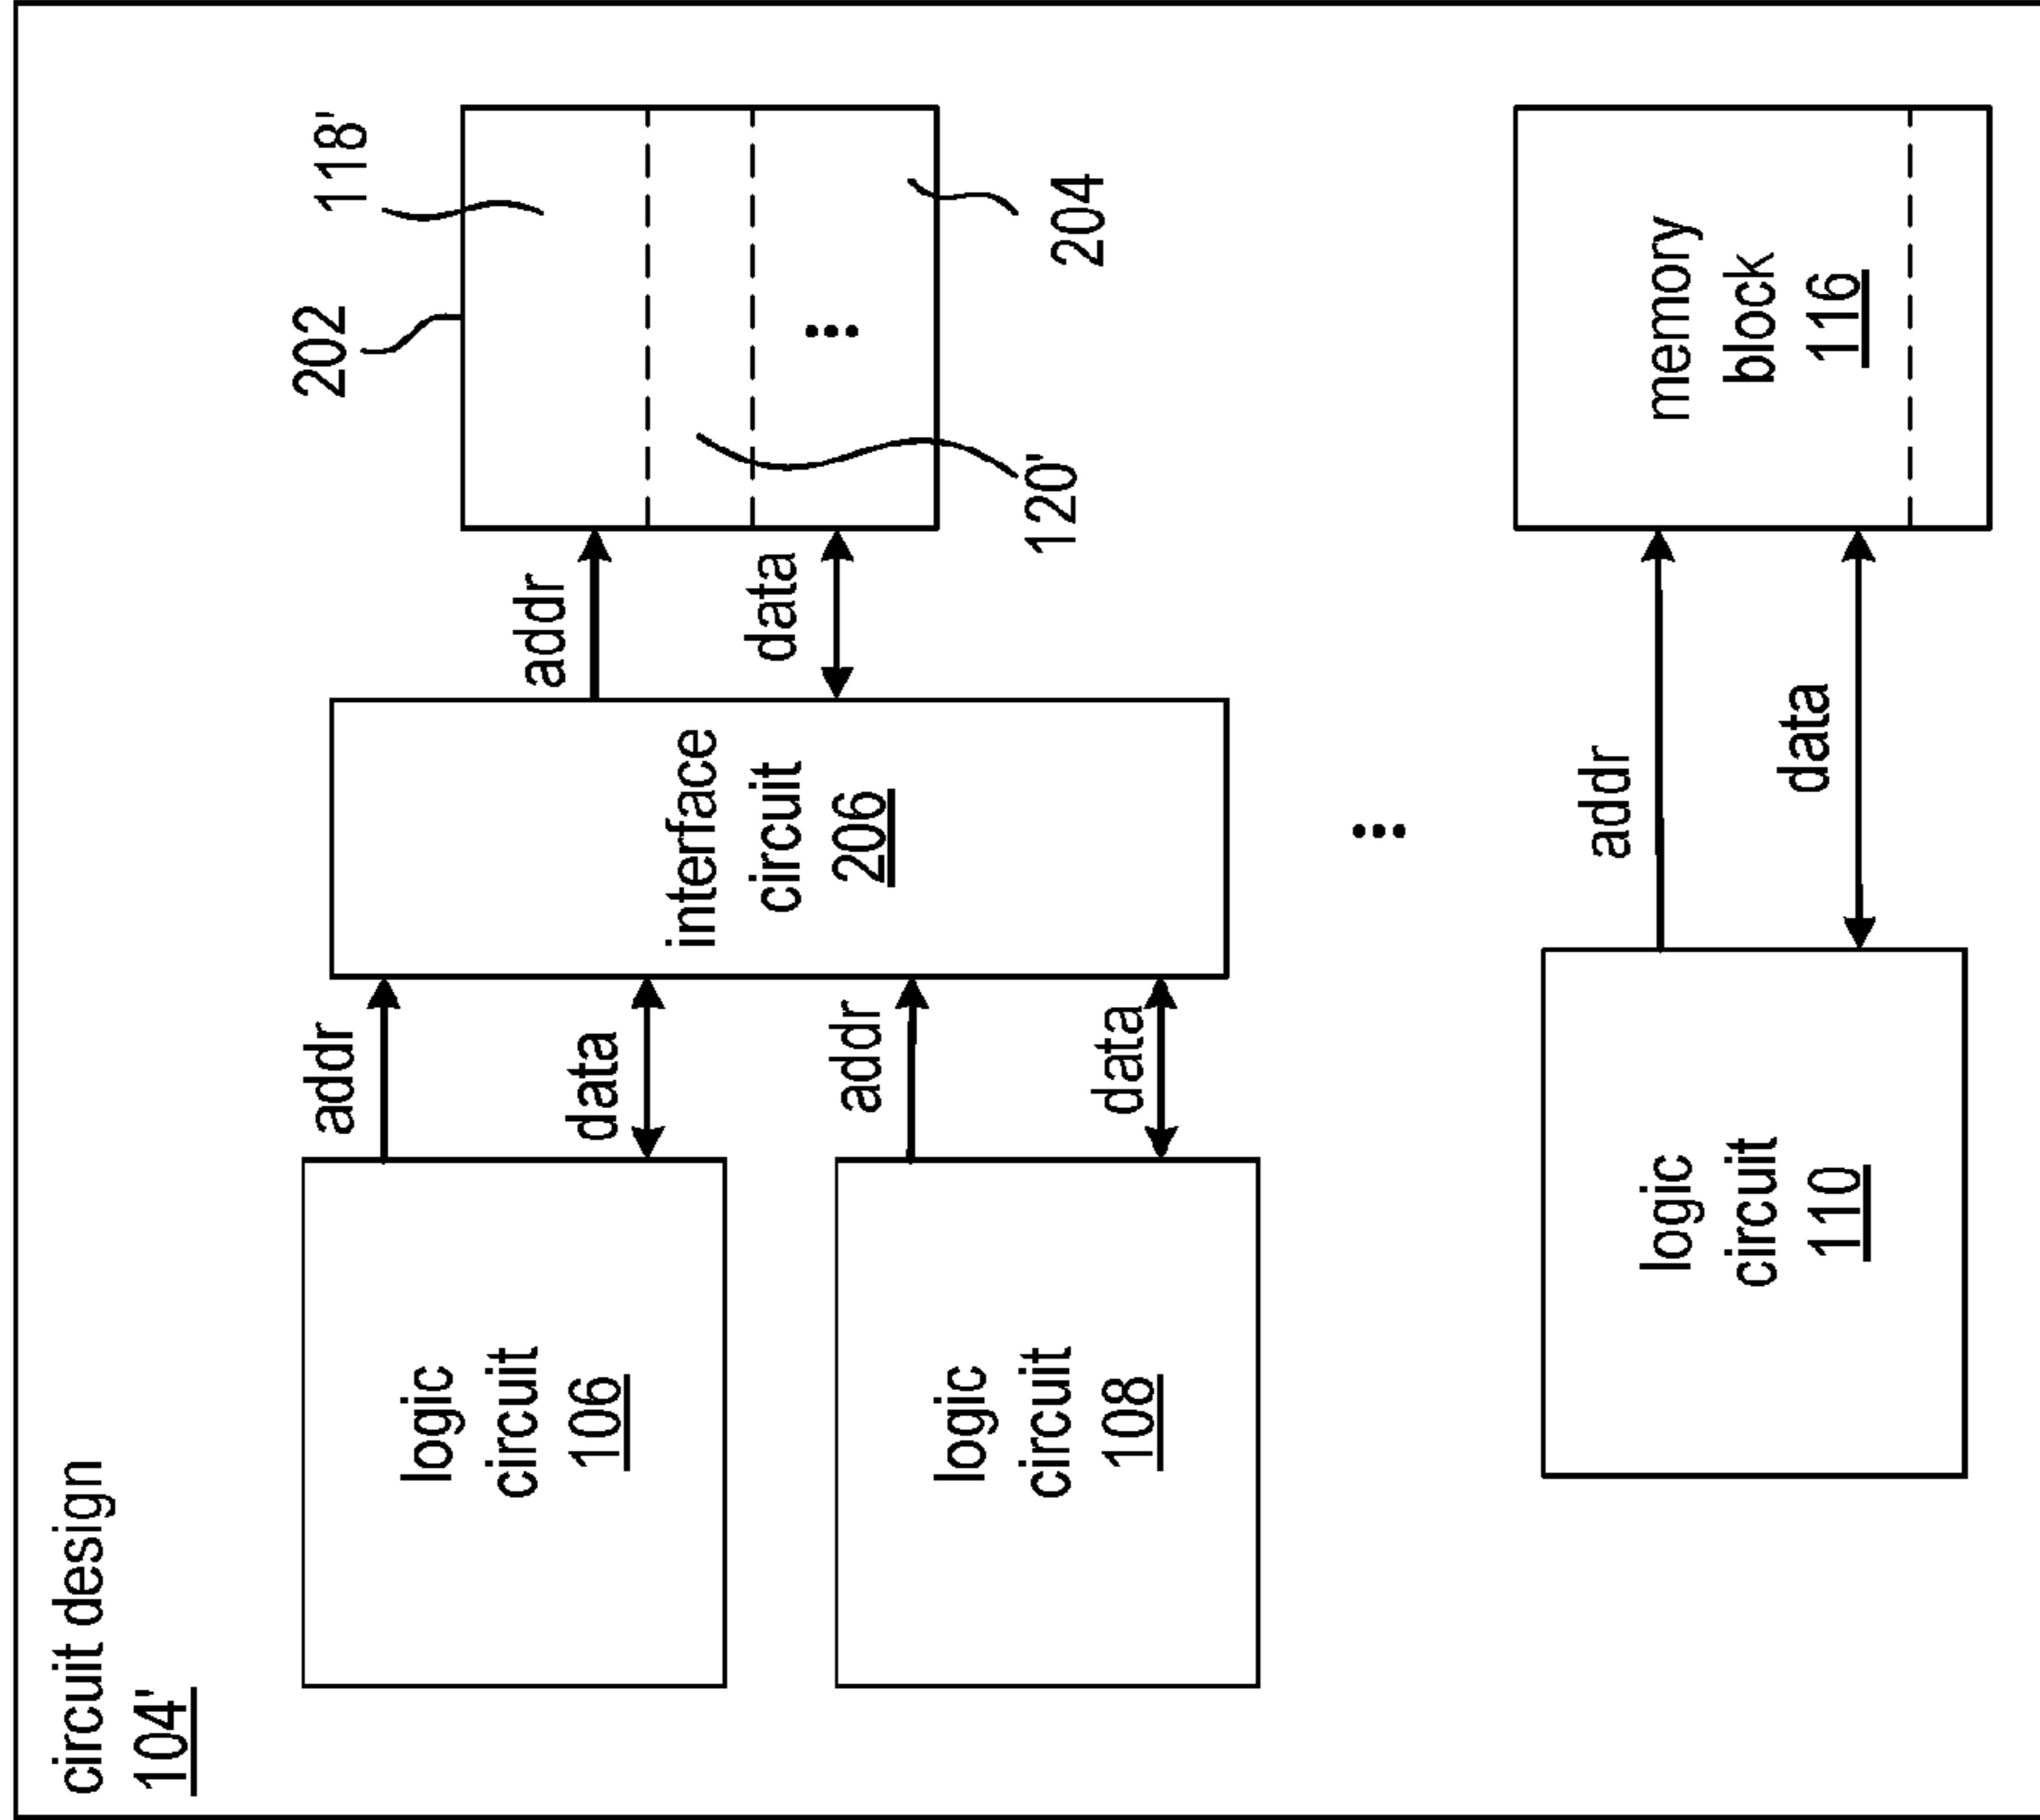 circuit design
104'
logic
circuit
106
addr
data
logic
circuit
108
addr
data
interface
circuit
206
addr
data
202
118'
120'
204
logic
circuit
110
addr
data
memory
block
116